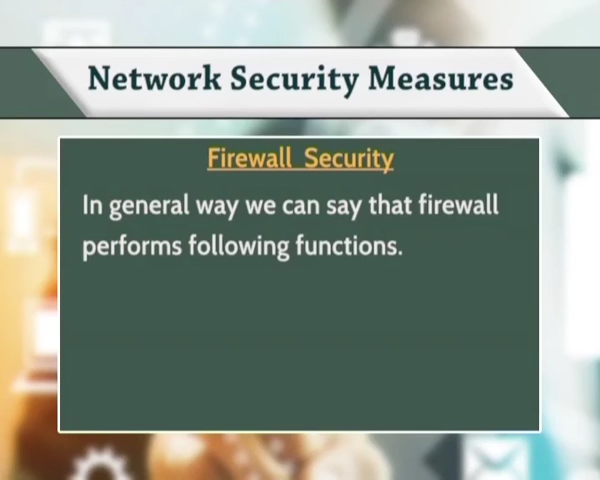 Network Security Measures
Firewall Security
In general way we can say that firewall
performs following functions.